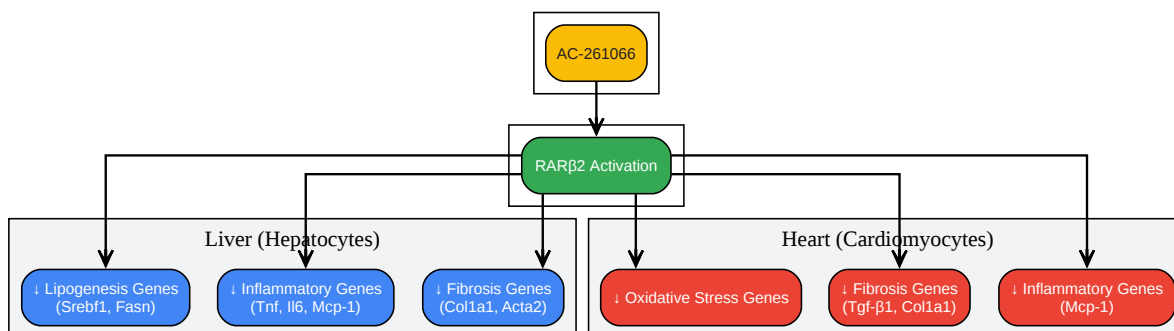 AC-261066
RARβ2 Activation
Liver (Hepatocytes)
Heart (Cardiomyocytes)
↓ Lipogenesis Genes
(Srebf1, Fasn)
↓ Inflammatory Genes
(Tnf, Il6, Mcp-1)
↓ Fibrosis Genes
(Col1a1, Acta2)
↓ Oxidative Stress Genes
↓ Fibrosis Genes
(Tgf-β1, Col1a1)
↓ Inflammatory Genes
(Mcp-1)